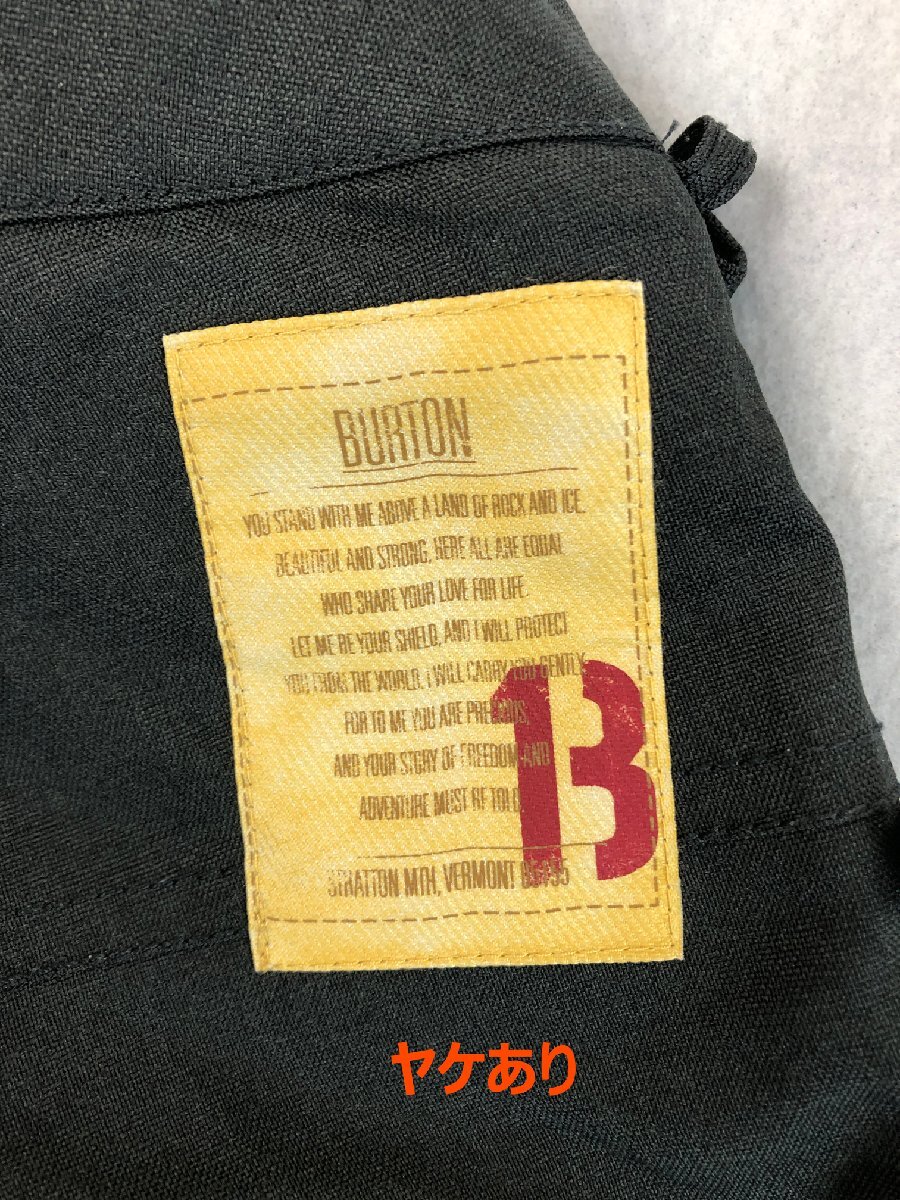 BURTON
YOU STAND WITH ME ABOVE A LAND OF ROCK AND ICE.
BEAUTIFUL AND STRONG, HERE ALL ARE EQUAL
WHO SHARE YOUR LOVE FOR LIFE.
LET ME BE YOUR SHIELD, AND I WILL PROTECT
YOU FROM THE WORLD. I WILL CARRY YOU GENTLY,
FOR TO ME YOU ARE PRECIOUS,
AND YOUR STORY OF FREEDOM AND
ADVENTURE MUST BE TOLD
13
STRATTON MTH, VERMONT
ヤケあり